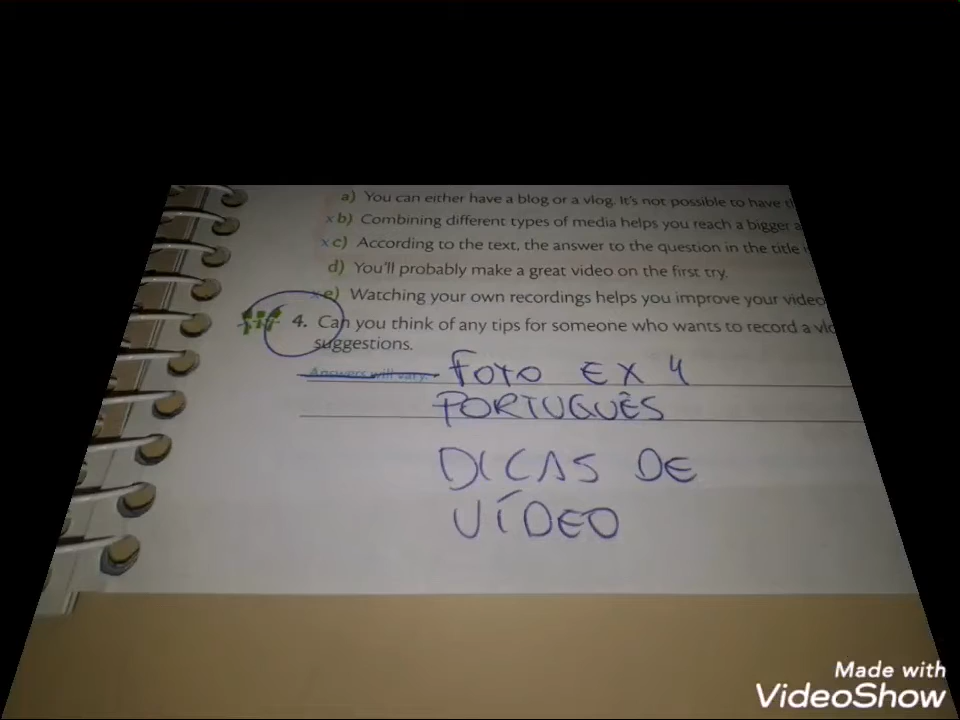 a) You can either have a blog or a vlog. It's not possible to have
x b) Combining different types of media helps you reach a bigger
x c) According to the text, the answer to the question in the title
d) You'll probably make a great video on the first try.
x e) Watching your own recordings helps you improve your video
4. Can you think of any tips for someone who wants to record a
suggestions.
Answers will vary. FOTO EX 4
PORTUGUÊS
DICAS DE
VÍDEO
Made with
VideoShow